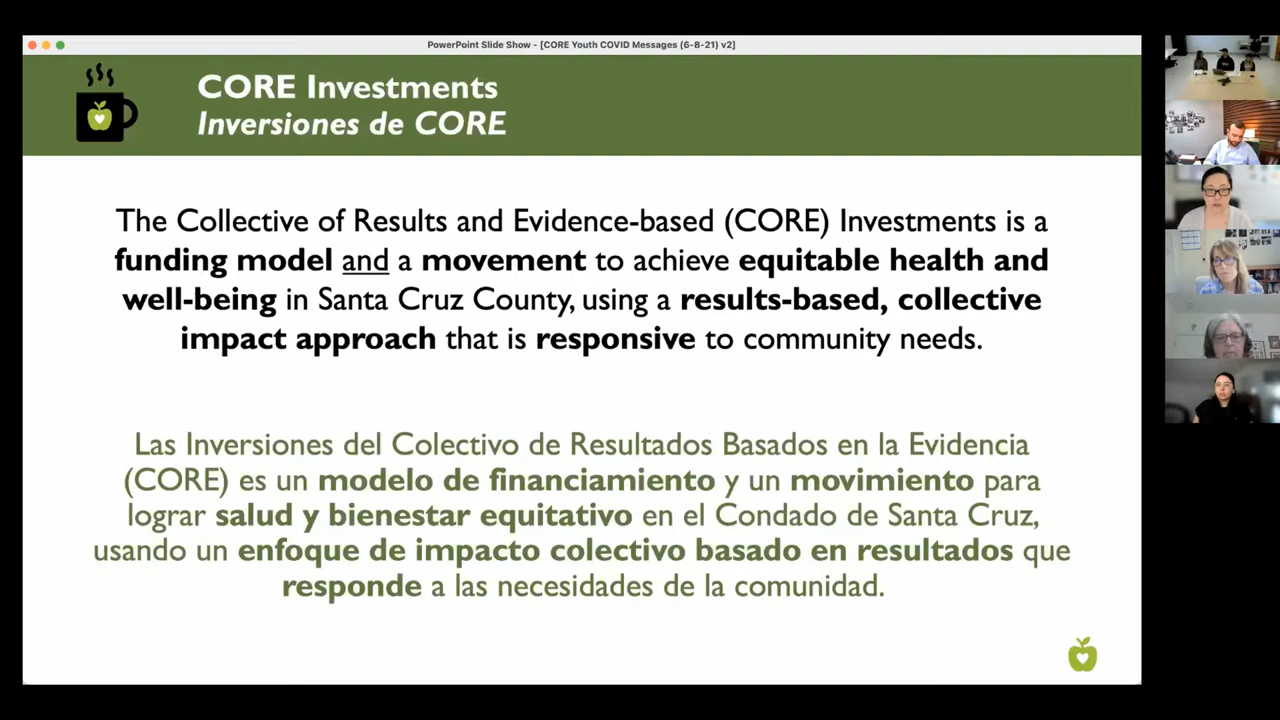 PowerPoint Slide Show - [CORE Youth COVID Messages (6-8-21) v2]
CORE Investments
Inversiones de CORE
The Collective of Results and Evidence-based (CORE) Investments is a
funding model and a movement to achieve equitable health and
well-being in Santa Cruz County, using a results-based, collective
impact approach that is responsive to community needs.
Las Inversiones del Colectivo de Resultados Basados en la Evidencia
(CORE) es un modelo de financiamiento y un movimiento para
lograr salud y bienestar equitativo en el Condado de Santa Cruz,
usando un enfoque de impacto colectivo basado en resultados que
responde a las necesidades de la comunidad.